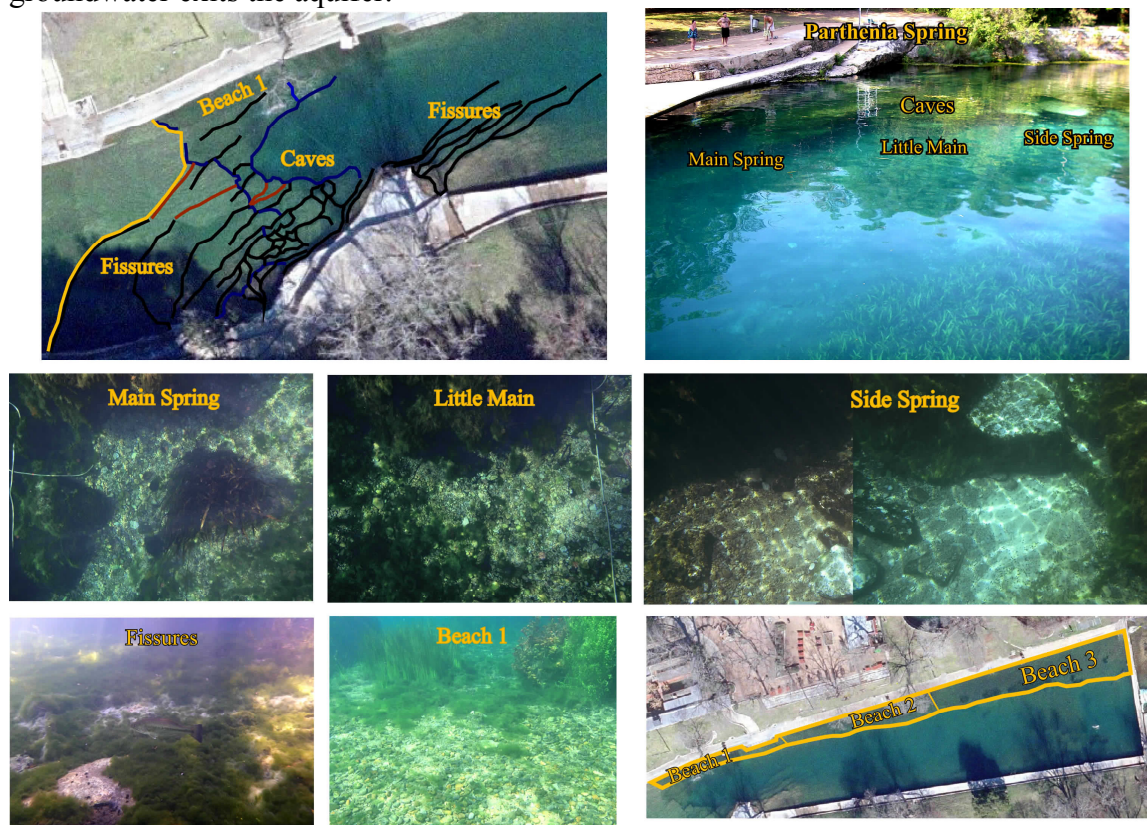 groundwater exits the aquifer.
Beach 1
Fissures
Caves
Fissures
Parthenia Spring
Caves
Main Spring
Little Main
Side Spring
Main Spring
Little Main
Side Spring
Fissures
Beach 1
Beach 1
Beach 2
Beach 3